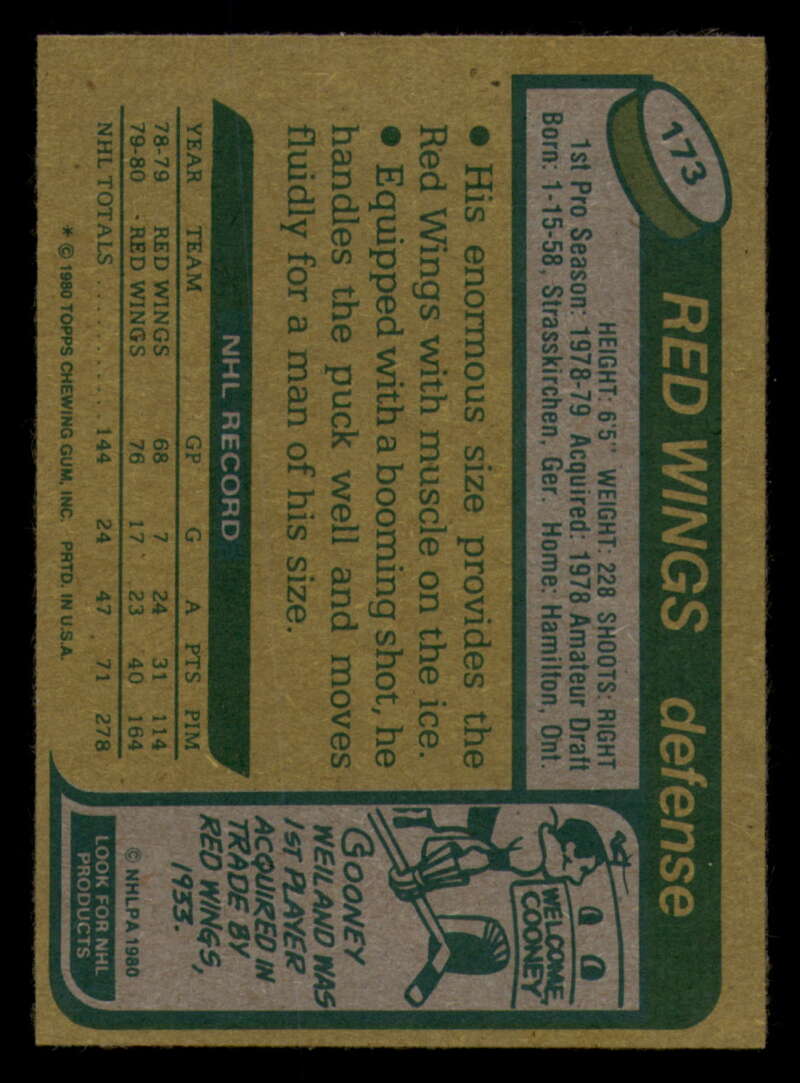 173
RED WINGS defense
HEIGHT: 6'5" WEIGHT: 228 SHOOTS: RIGHT
1st Pro Season: 1978-79 Acquired: 1978 Amateur Draft
Born: 1-15-58, Strasskirchen, Ger. Home: Hamilton, Ont.
● His enormous size provides the
Red Wings with muscle on the ice.
● Equipped with a booming shot, he
handles the puck well and moves
fluidly for a man of his size.
NHL RECORD
YEAR TEAM GP G A PTS PIM
78-79 RED WINGS 68 7 24 31 114
79-80 RED WINGS 76 17 23 40 164
NHL TOTALS ............ 144 24 47 71 278
* © 1980 TOPPS CHEWING GUM, INC. PRTD. IN U.S.A.
WELCOME
COONEY
COONEY
WEILAND WAS
1ST PLAYER
ACQUIRED IN
TRADE BY
RED WINGS,
1933.
© NHLPA 1980
LOOK FOR NHL
PRODUCTS